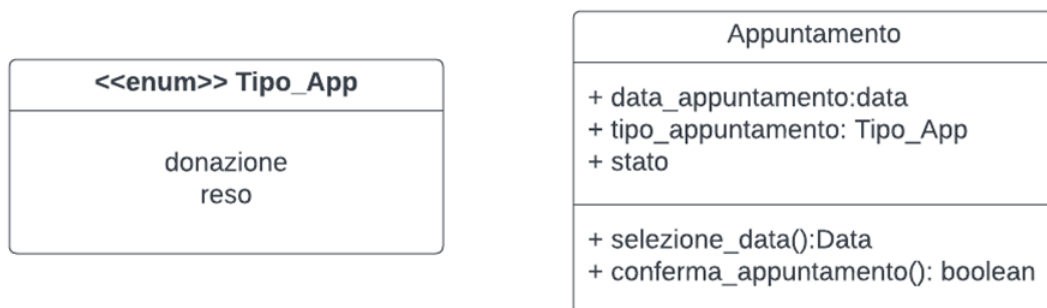 <<enum>> Tipo_App
donazione
reso
Appuntamento
+ data_appuntamento:data
+ tipo_appuntamento: Tipo_App
+ stato
+ selezione_data():Data
+ conferma_appuntamento(): boolean